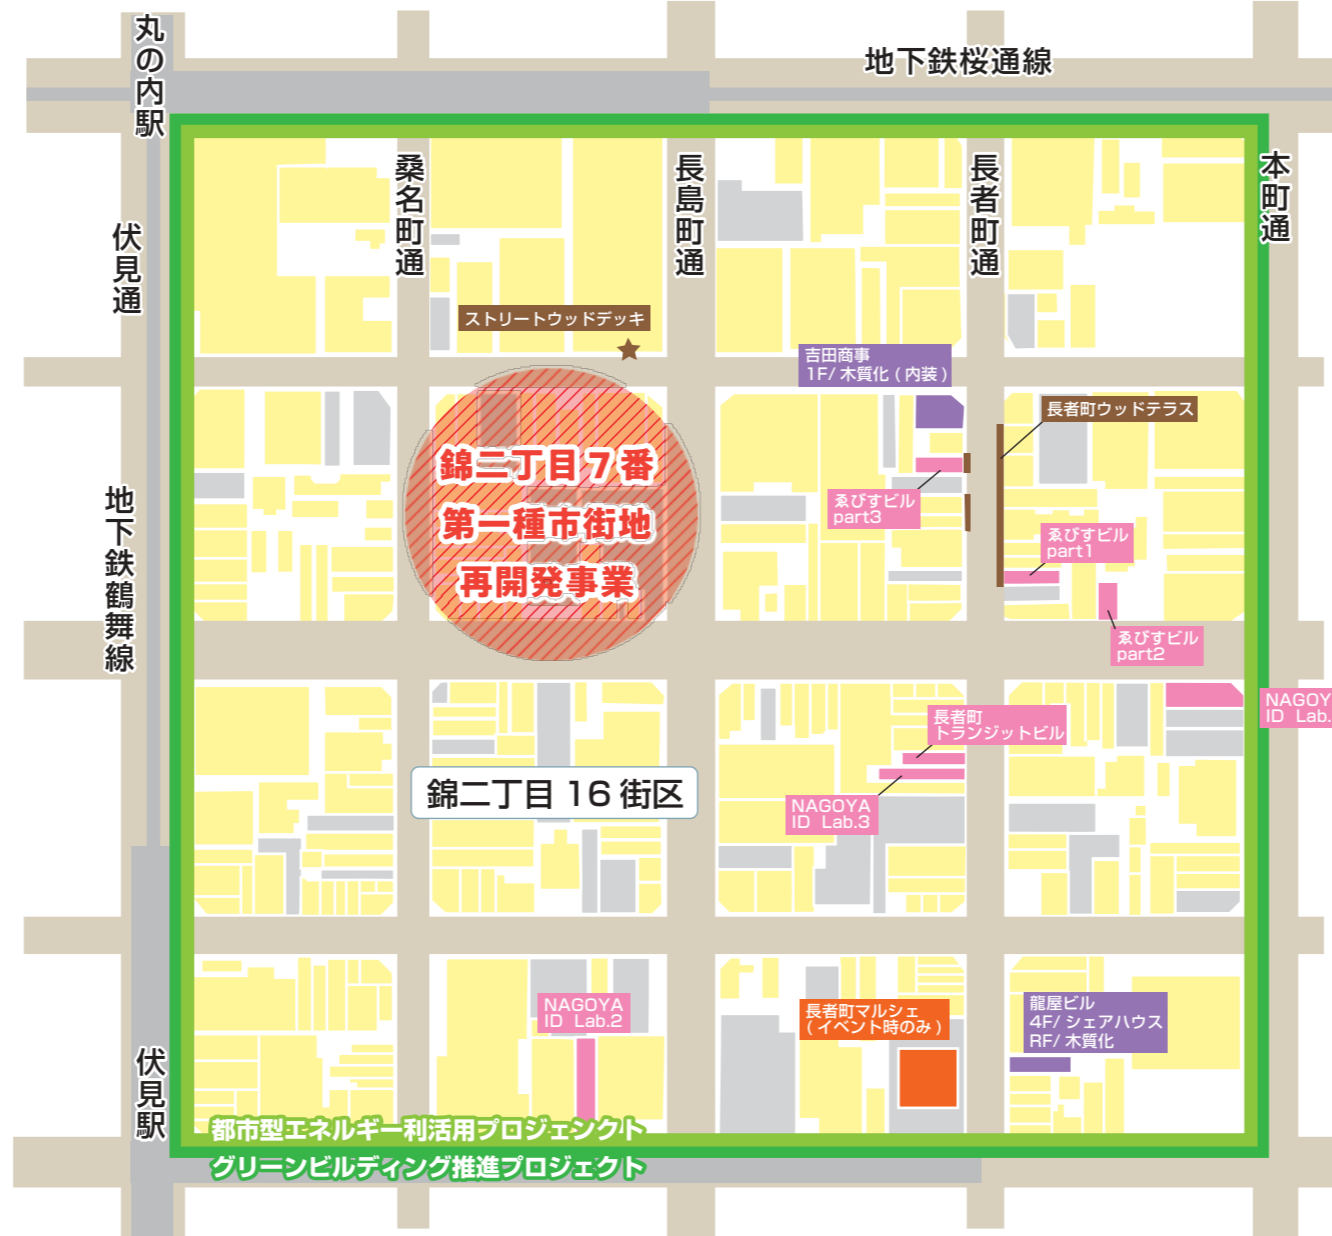 丸の内駅
地下鉄桜通線
伏見通
桑名町通
長島町通
長者町通
本町通
ストリートウッドデッキ
吉田商事
1F/ 木質化 ( 内装 )
長者町ウッドテラス
錦二丁目 7 番
第一種市街地
再開発事業
ゑびすビル
part3
ゑびすビル
part1
ゑびすビル
part2
地下鉄鶴舞線
長者町
トランジットビル
NAGOY
ID Lab.
錦二丁目 16 街区
NAGOYA
ID Lab.3
NAGOYA
ID Lab.2
長者町マルシェ
( イベント時のみ )
龍屋ビル
4F/ シェアハウス
RF/ 木質化
伏見駅
都市型エネルギー利活用プロジェンクト
グリーンビルディング推進プロジェクト